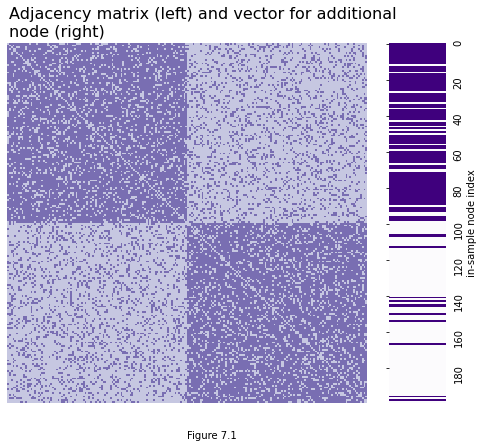 Adjacency matrix (left) and vector for additional
node (right)
0
20
40
60
80
100
120
140
160
180
in-sample node index
Figure 7.1